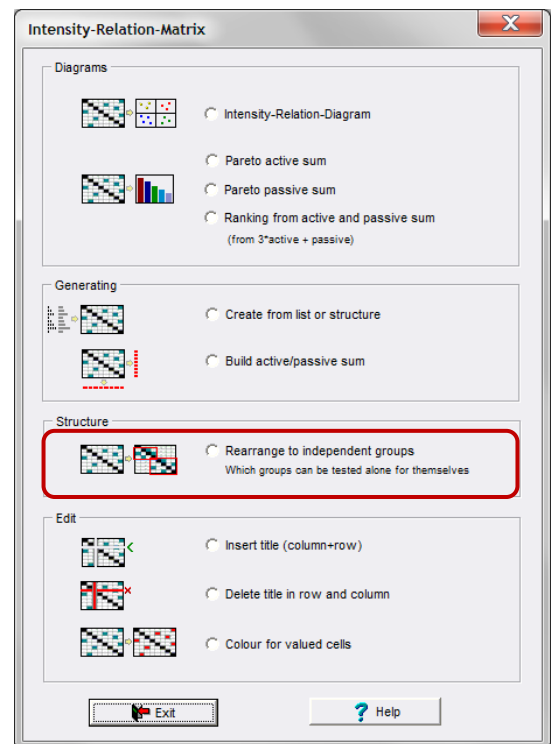 Intensity-Relation-Matrix
Diagrams
Intensity-Relation-Diagram
Pareto active sum
Pareto passive sum
Ranking from active and passive sum
(from 3*active + passive)
Generating
Create from list or structure
Build active/passive sum
Structure
Rearrange to independent groups
Which groups can be tested alone for themselves
Edit
Insert title (column+row)
Delete title in row and column
Colour for valued cells
Exit
? Help